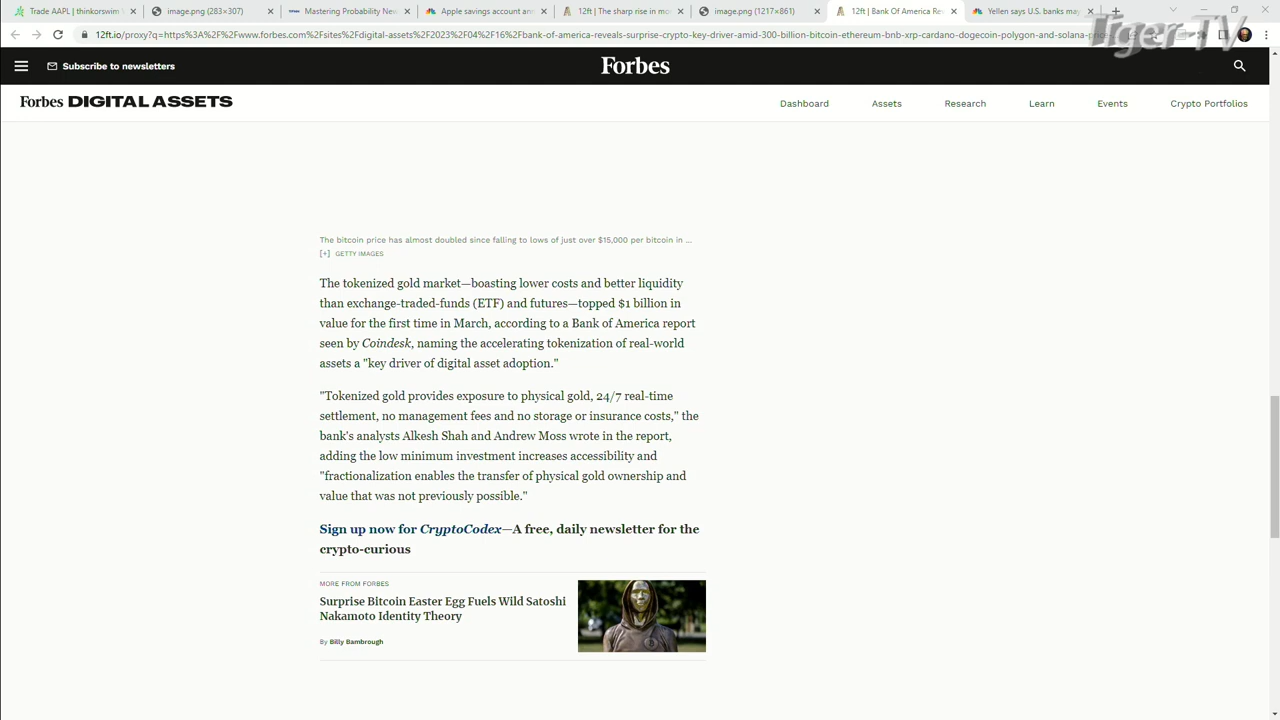 Trade AAPL | thinkorswim
image.png (283×307)
Mastering Probability New
Apple savings account an
12ft | The sharp rise in mo
image.png (1217×861)
12ft | Bank Of America Re
Yellen says U.S. banks may
Tiger-TV
12ft.io/proxy?q=https%3A%2F%2Fwww.forbes.com%2Fsites%2Fdigital-assets%2F2023%2F04%2F16%2Fbank-of-america-reveals-surprise-crypto-key-driver-amid-300-billion-bitcoin-ethereum-bnb-xrp-cardano-dogecoin-polygon-and-solana-price-
Subscribe to newsletters
Forbes
Forbes DIGITAL ASSETS
Dashboard
Assets
Research
Learn
Events
Crypto Portfolios
The bitcoin price has almost doubled since falling to lows of just over $15,000 per bitcoin in ...
[+] GETTY IMAGES
The tokenized gold market—boasting lower costs and better liquidity
than exchange-traded-funds (ETF) and futures—topped $1 billion in
value for the first time in March, according to a Bank of America report
seen by Coindesk, naming the accelerating tokenization of real-world
assets a "key driver of digital asset adoption."
"Tokenized gold provides exposure to physical gold, 24/7 real-time
settlement, no management fees and no storage or insurance costs," the
bank's analysts Alkesh Shah and Andrew Moss wrote in the report,
adding the low minimum investment increases accessibility and
"fractionalization enables the transfer of physical gold ownership and
value that was not previously possible."
Sign up now for CryptoCodex—A free, daily newsletter for the
crypto-curious
MORE FROM FORBES
Surprise Bitcoin Easter Egg Fuels Wild Satoshi
Nakamoto Identity Theory
By Billy Bambrough